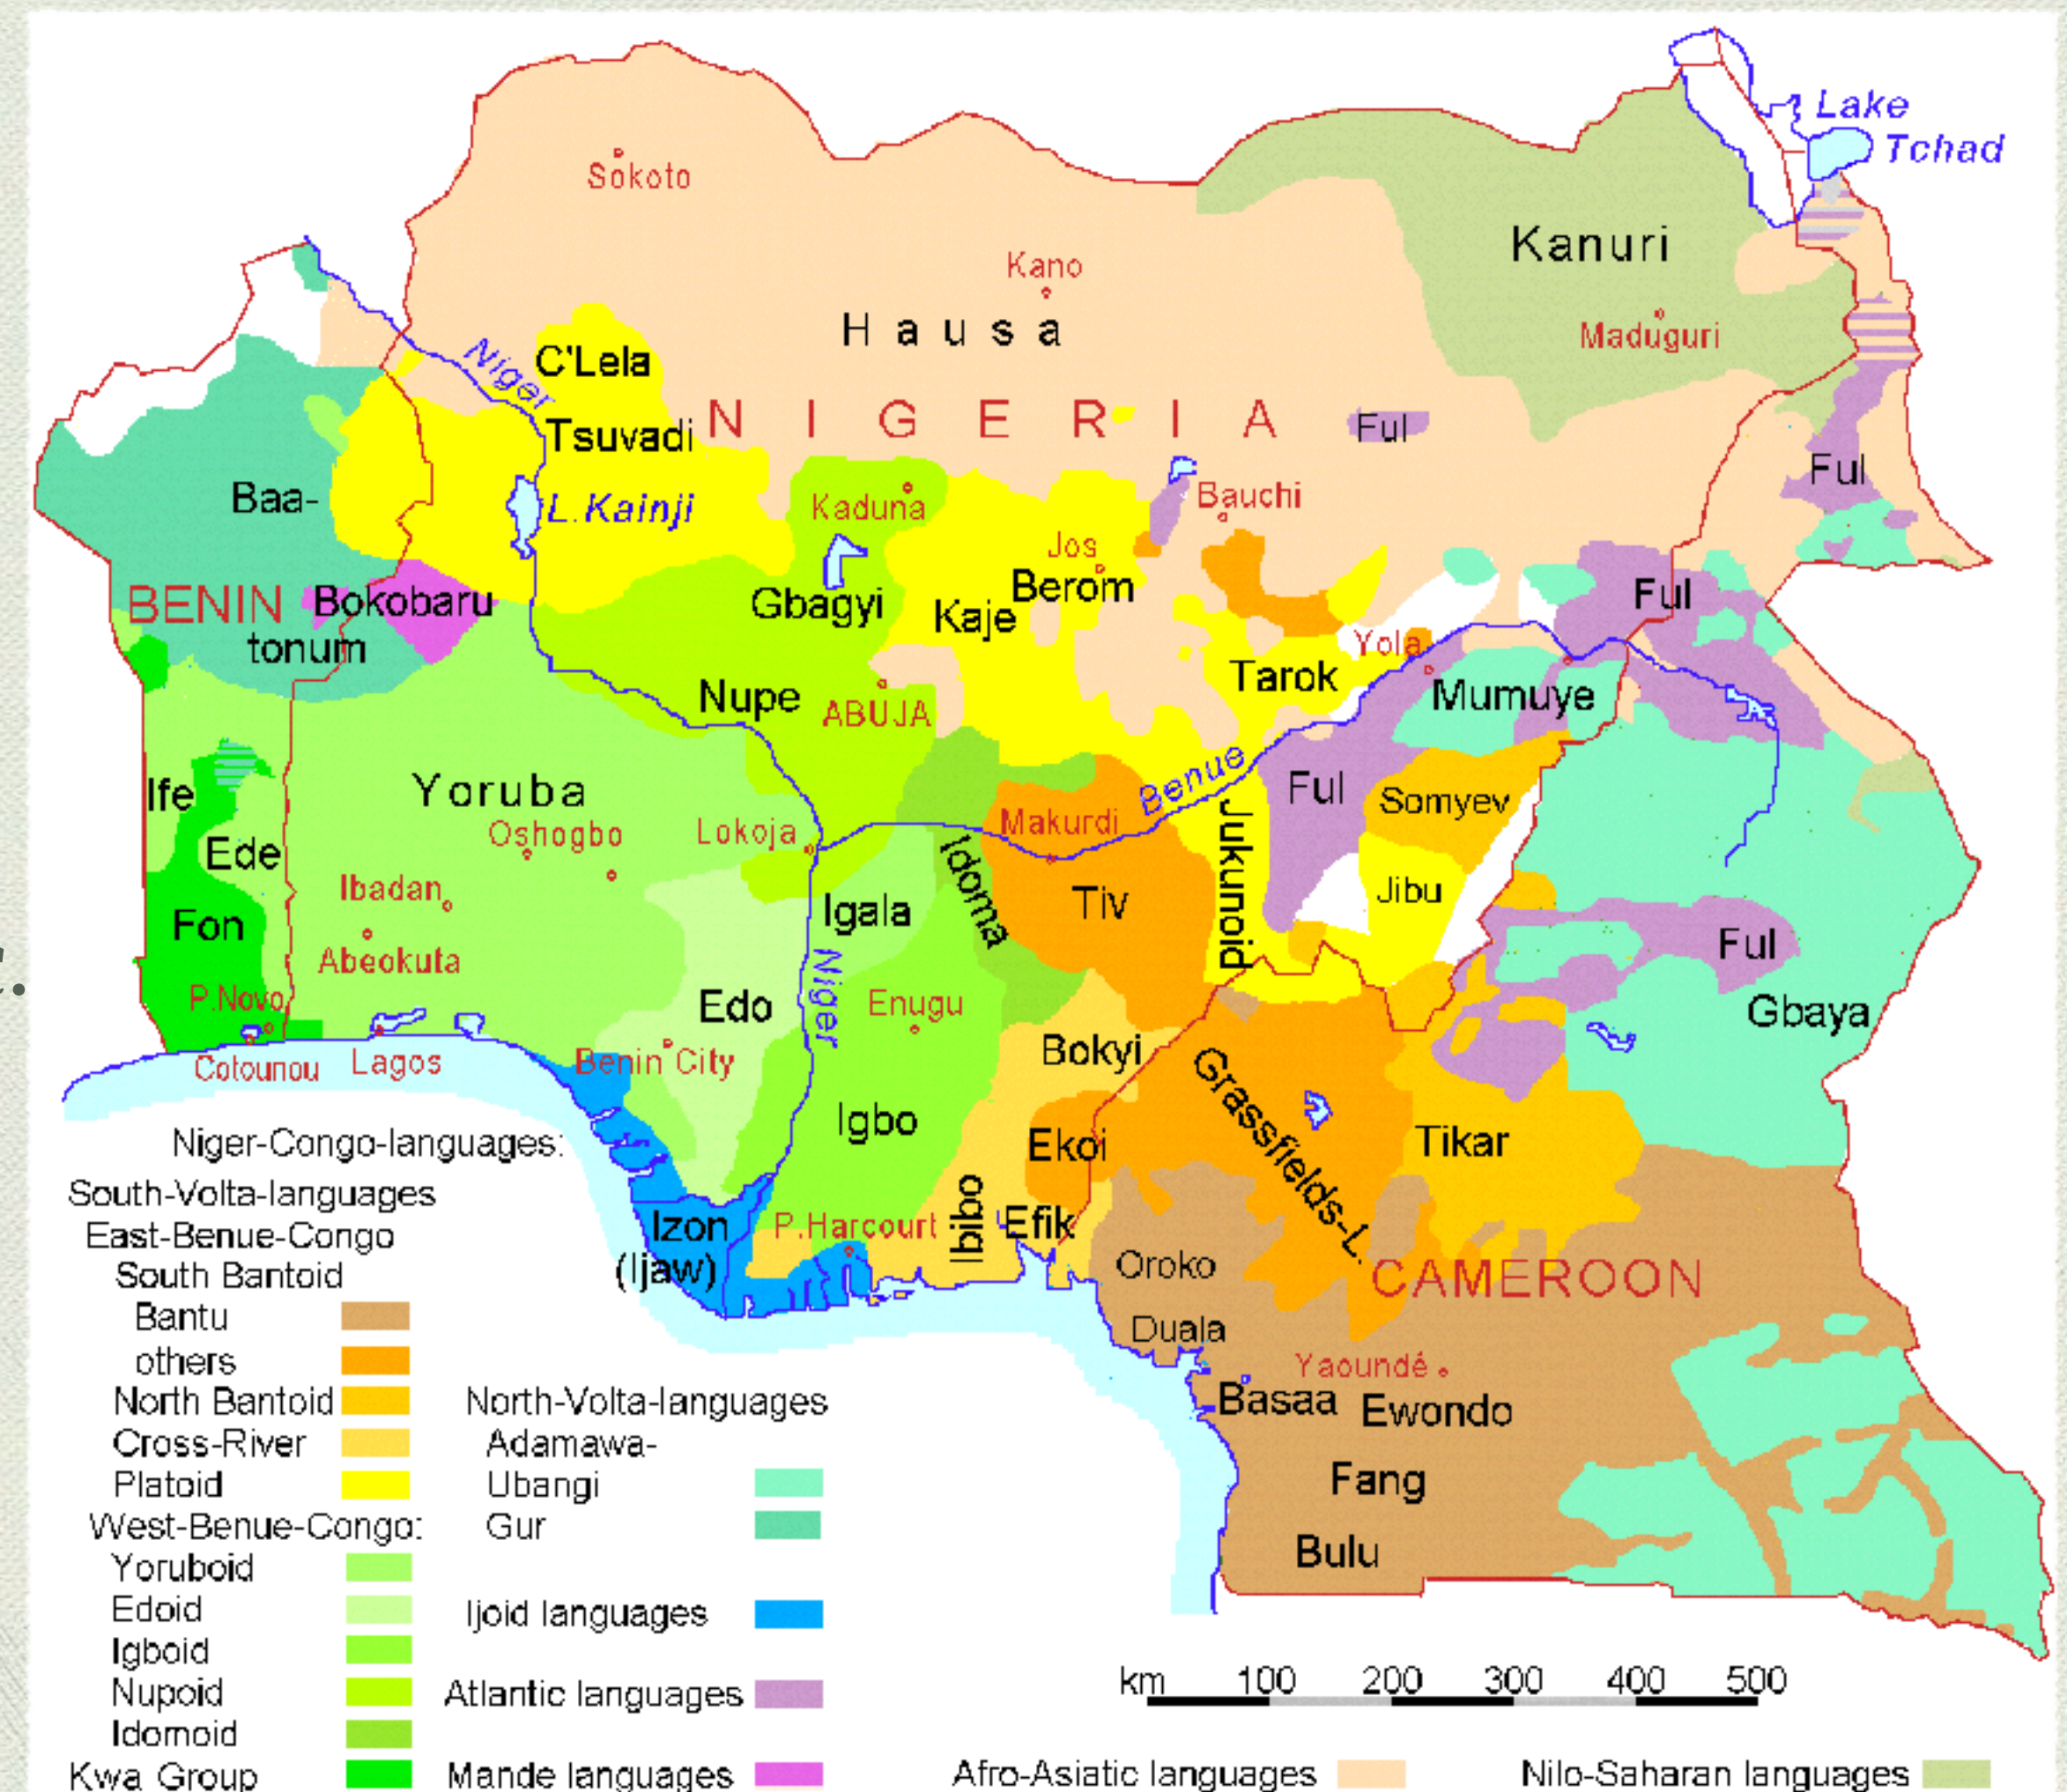 Lake
Tchad
Sokoto
Kanuri
Kano
Maduguri
Hausa
Niger
C'Lela
NIGERIA
Ful
Tsuvadi
Ful
Baa-
L.Kainji
Kaduna
Bauchi
Jos
Berom
BENIN
Bokobaru
Gbagyi
Kaje
Ful
tonum
Yola
Tarok
Nupe
ABUJA
Mumuye
Ife
Yoruba
Benue
Ful
Somyev
Oshogbo
Lokoja
Makurdi
Ede
Idoma
Jukunoid
Ibadan
Igala
Tiv
Jibu
Fon
Abeokuta
Ful
P.Novo
Edo
Niger
Enugu
Gbaya
Cotounou
Lagos
Benin City
Bokyi
Grassfields-L.
Igbo
Ekoi
Tikar
Izon
(Ijaw)
P.Harcourt
Ibibo
Efik
Oroko
CAMEROON
Duala
Yaoundé
Basaa
Ewondo
Fang
Bulu
Niger-Congo-languages:
South-Volta-languages
East-Benue-Congo
South Bantoid
Bantu
others
North Bantoid
Cross-River
Platoid
West-Benue-Congo:
Yoruboid
Edoid
Igboid
Nupoid
Idomoid
Kwa Group
North-Volta-languages
Adamawa-
Ubangi
Gur
Ijoid languages
Atlantic languages
Mande languages
km 100 200 300 400 500
Afro-Asiatic languages
Nilo-Saharan languages